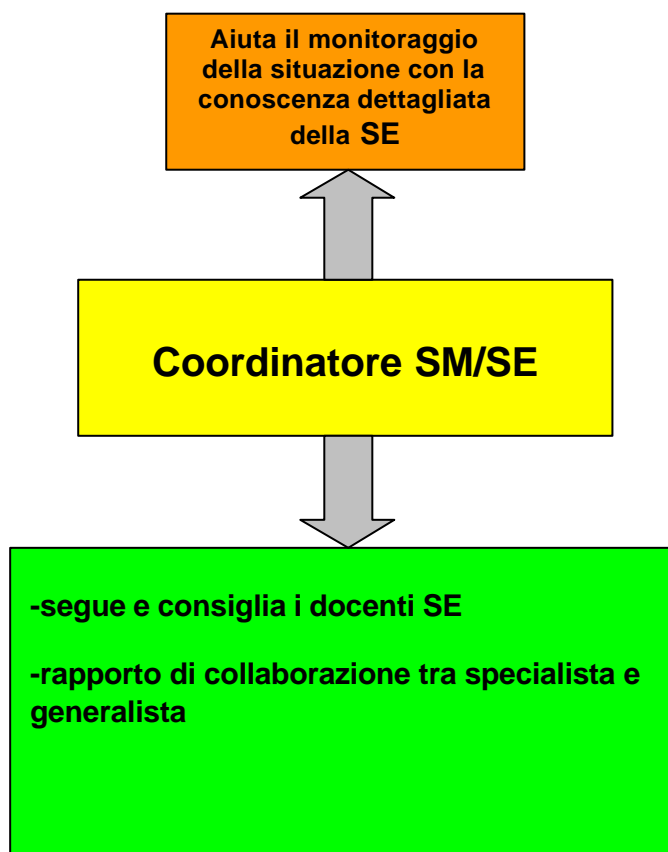 Aiuta il monitoraggio
della situazione con la
conoscenza dettagliata
della SE
Coordinatore SM/SE
-segue e consiglia i docenti SE
-rapporto di collaborazione tra specialista e
generalista